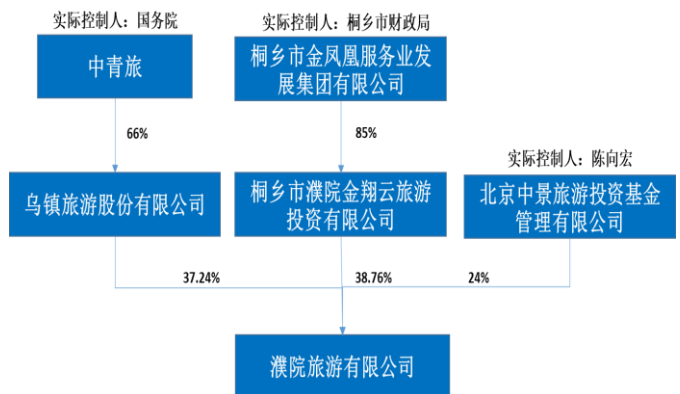 实际控制人：国务院
实际控制人：桐乡市财政局
中青旅
桐乡市金凤凰服务业发
展集团有限公司
66%
85%
实际控制人：陈向宏
乌镇旅游股份有限公司
桐乡市濮院金翔云旅游
投资有限公司
北京中景旅游投资基金
管理有限公司
37.24%
38.76%
24%
濮院旅游有限公司